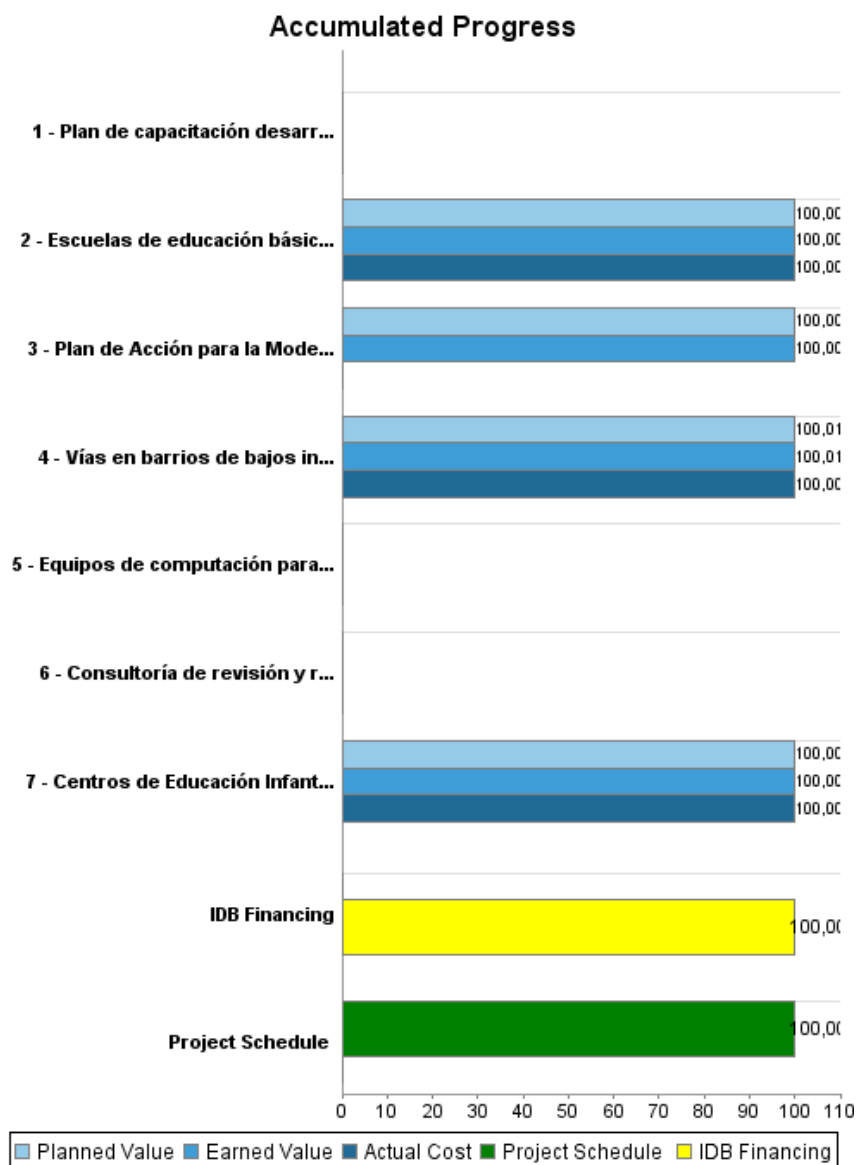 Accumulated Progress
1 - Plan de capacitación desarr...
2 - Escuelas de educación básic...
100,00
100,00
100,00
3 - Plan de Acción para la Mode...
100,00
100,00
4 - Vías en barrios de bajos in...
100,01
100,01
100,00
5 - Equipos de computación para...
6 - Consultoría de revisión y r...
7 - Centros de Educación Infant...
100,00
100,00
100,00
IDB Financing
100,00
Project Schedule
100,00
0 10 20 30 40 50 60 70 80 90 100 110
Planned Value Earned Value Actual Cost Project Schedule IDB Financing